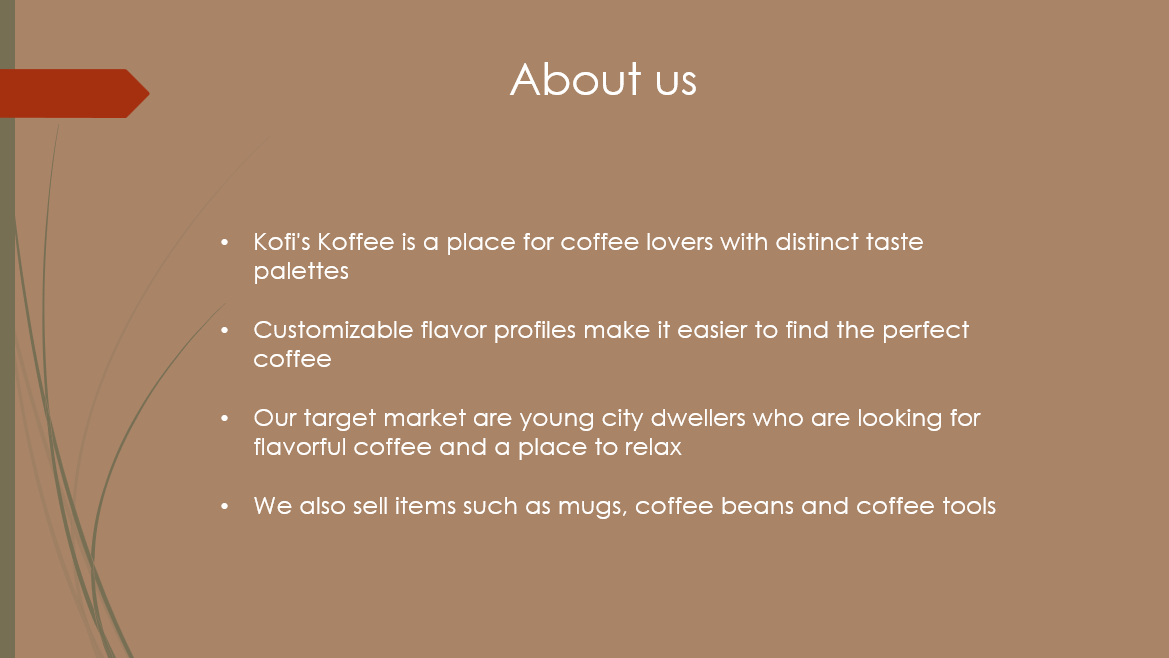 About us
• Kofi's Koffee is a place for coffee lovers with distinct taste
palettes
• Customizable flavor profiles make it easier to find the perfect
coffee
• Our target market are young city dwellers who are looking for
flavorful coffee and a place to relax
• We also sell items such as mugs, coffee beans and coffee tools